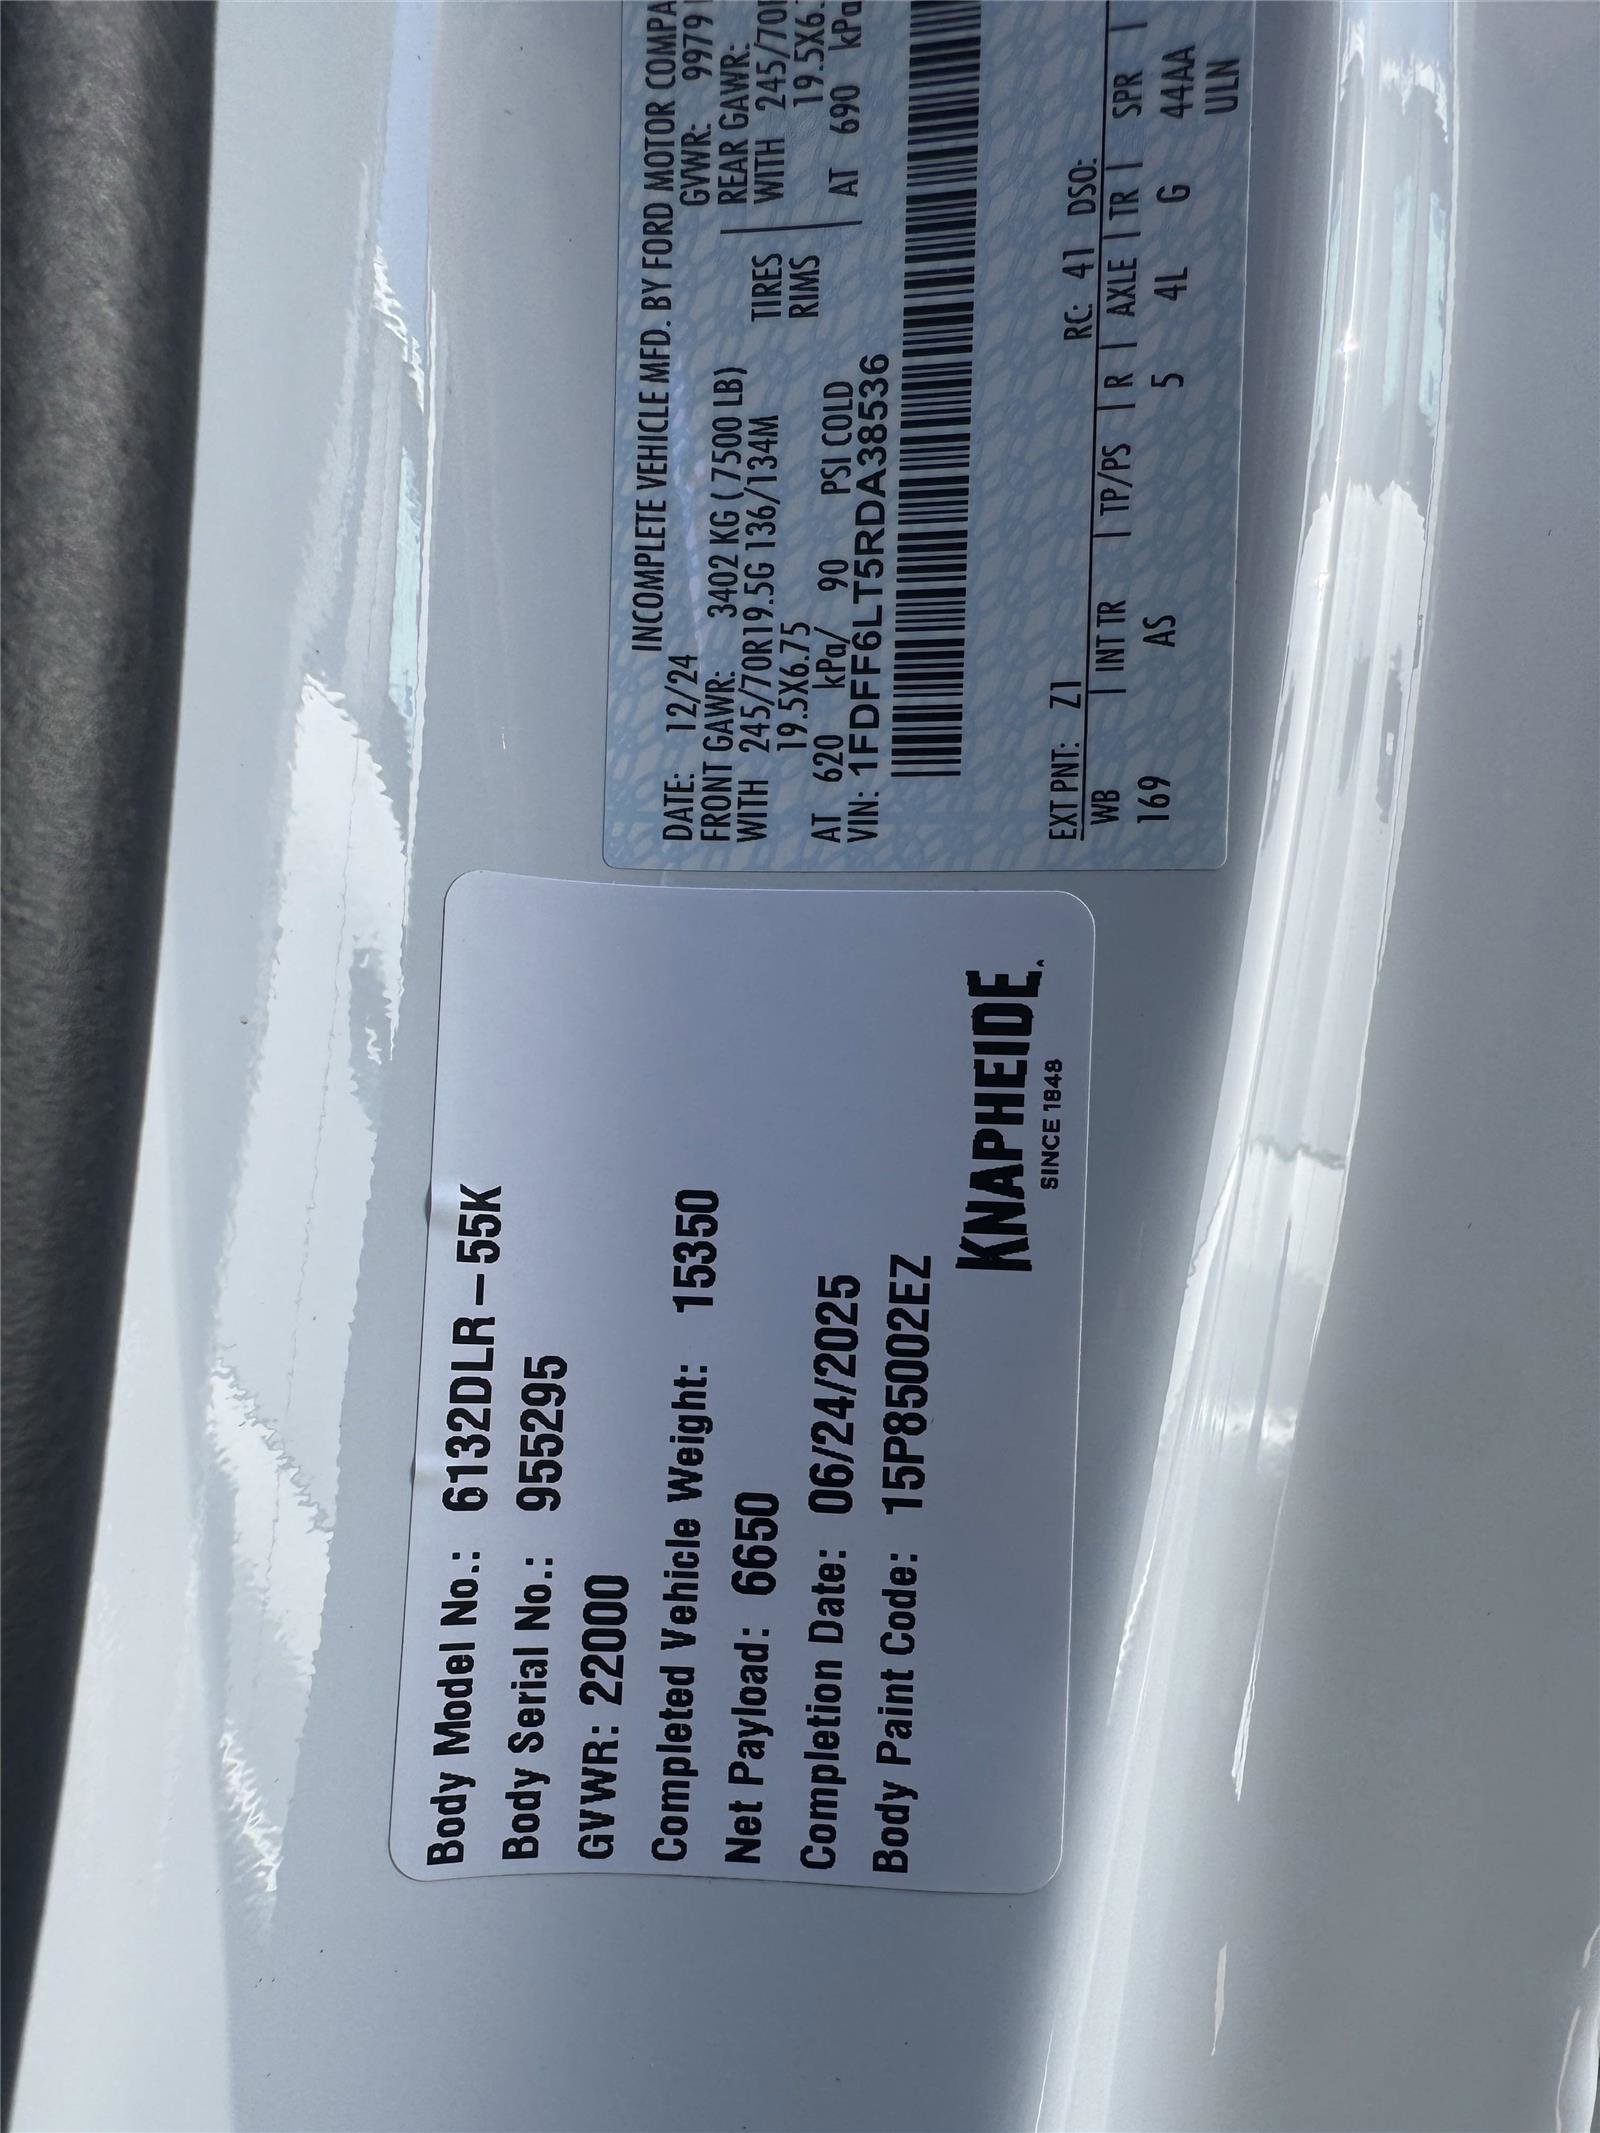 Body Model No.: 6132DLR-55K
Body Serial No.: 955295
GVWR: 22000
Completed Vehicle Weight: 15350
Net Payload: 6650
Completion Date: 06/24/2025
Body Paint Code: 15P85002EZ
KNAPHEIDE
SINCE 1848
INCOMPLETE VEHICLE MFD. BY FORD MOTOR COMPA
DATE: 12/24 GVWR: 9979
FRONT GAWR: 3402 KG (7500 LB) REAR GAWR:
WITH 245/70R19.5G 136/134M TIRES WITH 245/70
19.5X6.75 RIMS 19.5X6.
AT 620 kPa/ 90 PSI COLD AT 690 kPa
VIN: 1FDFF6LT5RDA38536
EXT PNT: Z1 RC: 41 DSO:
WB | INT TR | TP/PS | R | AXLE | TR | SPR |
169 AS 5 4L G 44AA
ULN